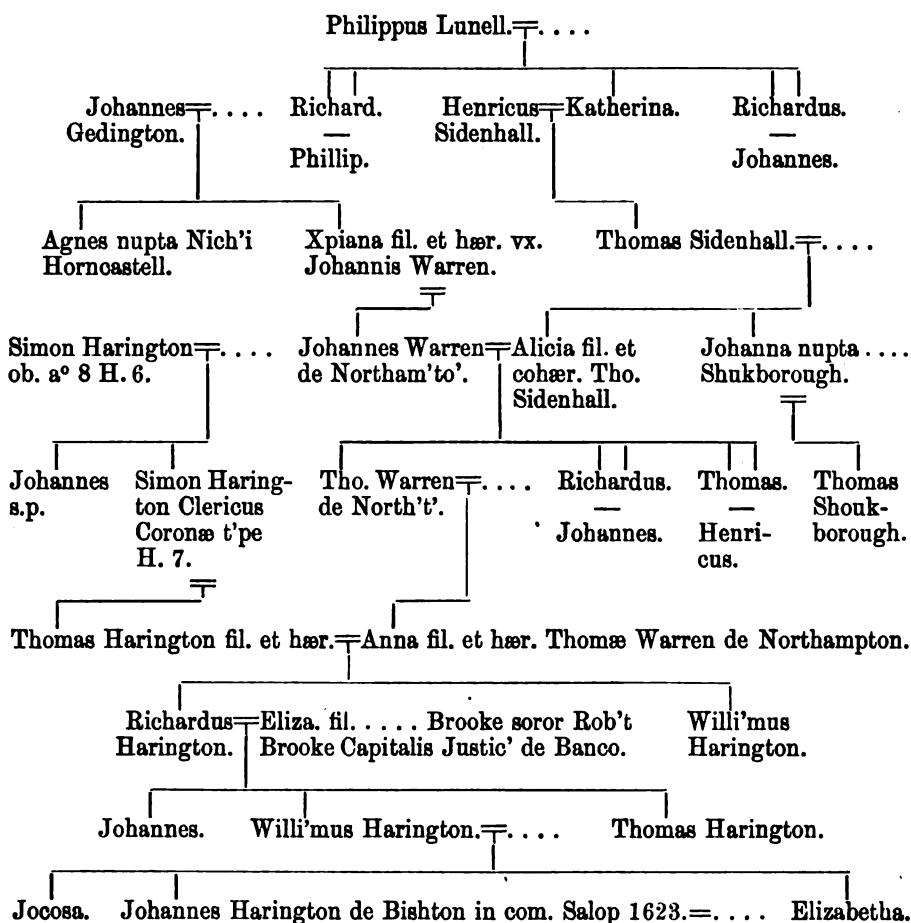 Philippus Lunell.=. . . .
Johannes=. . . . Richard. Henricus=Katherina. Richardus.
Gedington. — Sidenhall. —
Phillip. Johannes.
Agnes nupta Nich'i Xpiana fil. et hær. vx. Thomas Sidenhall.=. . . .
Horncastell. Johannis Warren.
Simon Harington=. . . . Johannes Warren=Alicia fil. et Johanna nupta . . . .
ob. aº 8 H. 6. de Northam'to'. cohær. Tho. Shukborough.
Sidenhall.
Johannes Simon Haring- Tho. Warren=. . . . Richardus. Thomas. Thomas
s.p. ton Clericus de North't'. — — Shouk-
Coronæ t'pe Johannes. Henri- borough.
H. 7. cus.
Thomas Harington fil. et hær.=Anna fil. et hær. Thomæ Warren de Northampton.
Richardus=Eliza. fil. . . . . Brooke soror Rob't Willi'mus
Harington. Brooke Capitalis Justic' de Banco. Harington.
Johannes. Willi'mus Harington.=. . . . Thomas Harington.
Jocosa. Johannes Harington de Bishton in com. Salop 1623.=. . . . Elizabetha.